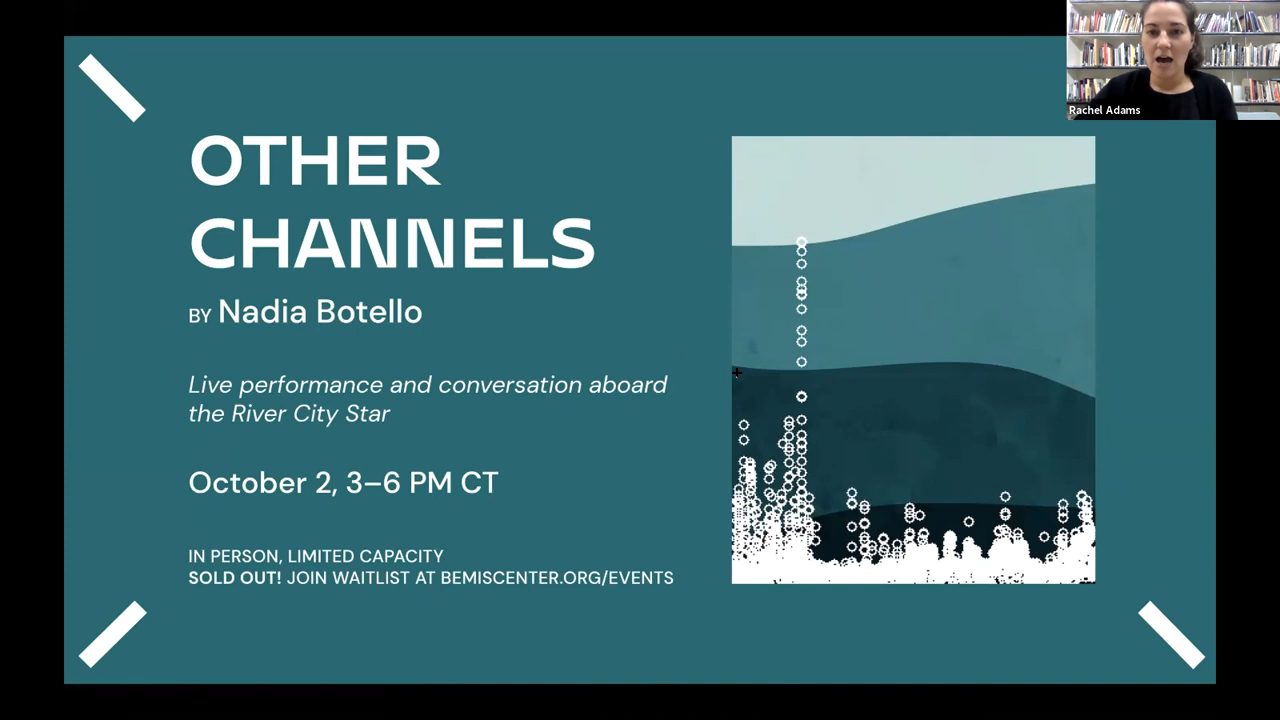 Rachel Adams
OTHER
CHANNELS
BY Nadia Botello
Live performance and conversation aboard
the River City Star
October 2, 3–6 PM CT
IN PERSON, LIMITED CAPACITY
SOLD OUT! JOIN WAITLIST AT BEMISCENTER.ORG/EVENTS